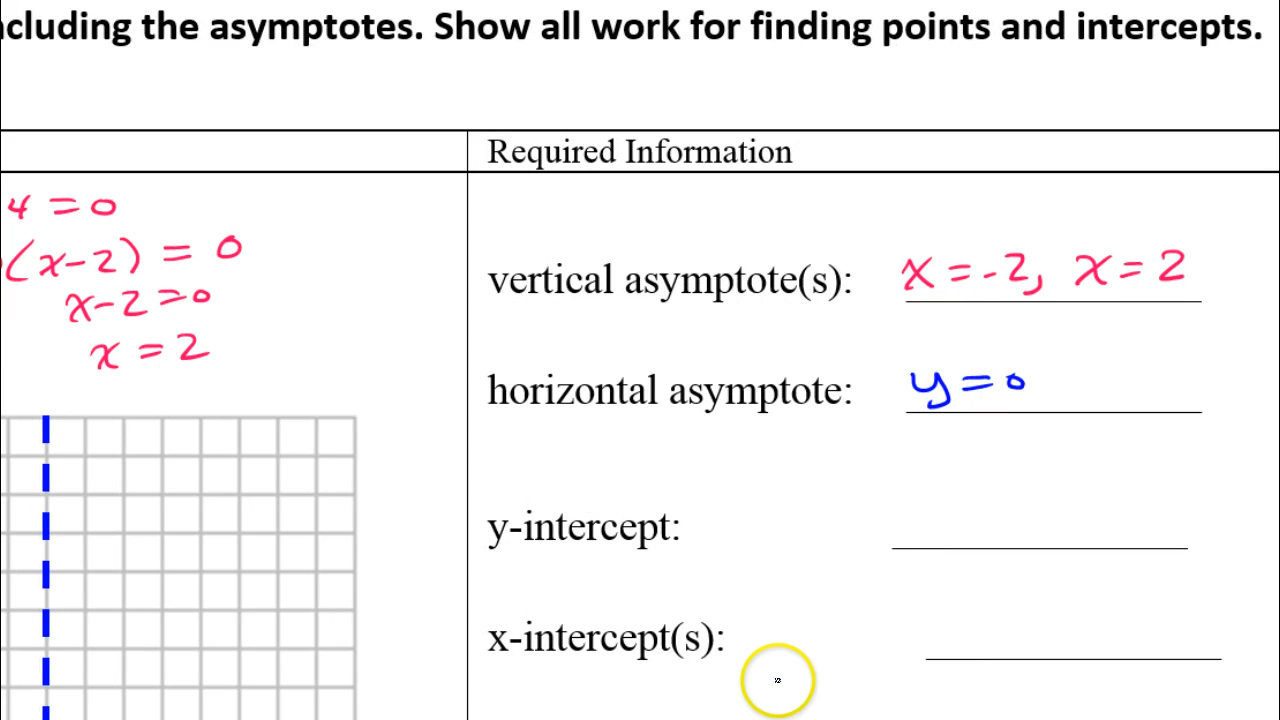 cluding the asymptotes. Show all work for finding points and intercepts.
Required Information
4 = 0
(x-2) = 0
x-2=0
x = 2
vertical asymptote(s): x = -2, x = 2
horizontal asymptote: y = 0
y-intercept:
x-intercept(s):